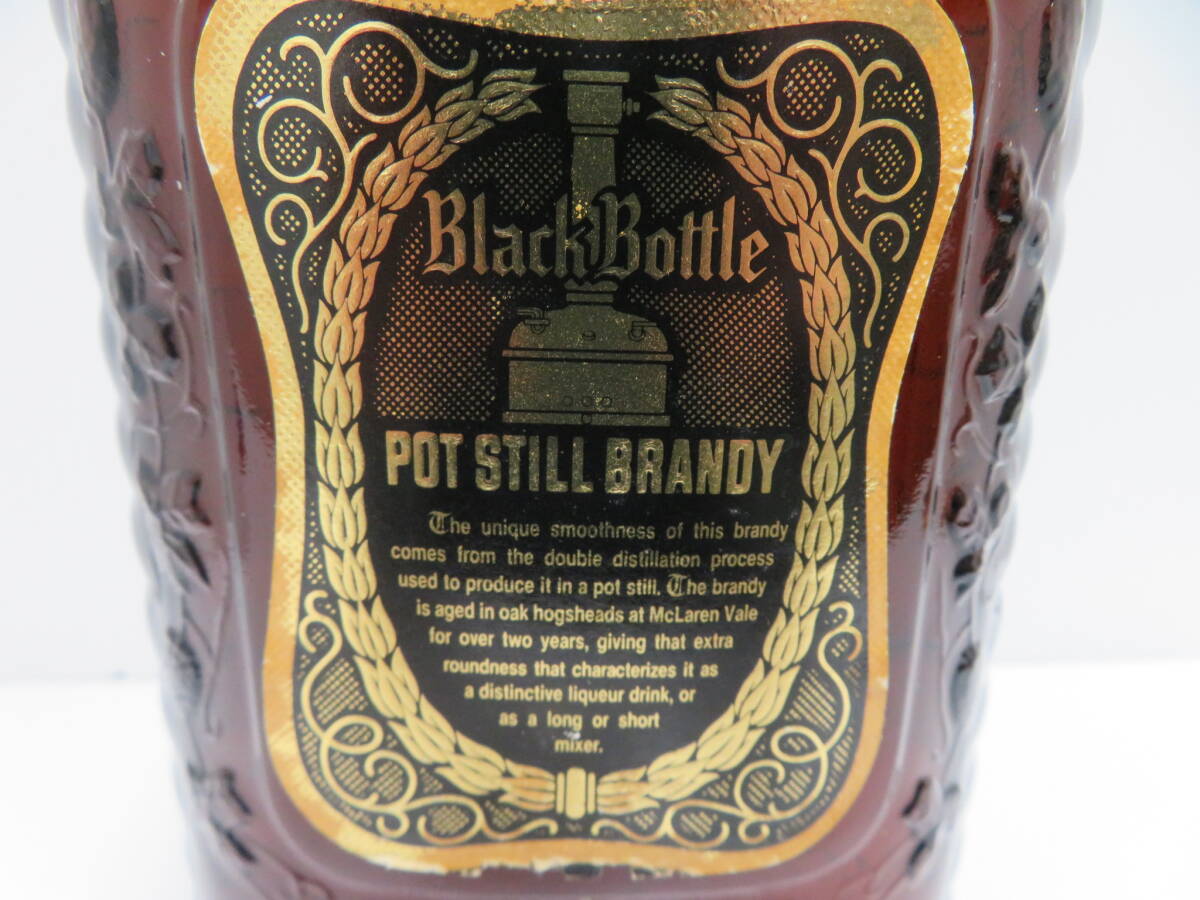 Black Bottle
POT STILL BRANDY
The unique smoothness of this brandy
comes from the double distillation process
used to produce it in a pot still. The brandy
is aged in oak hogsheads at McLaren Vale
for over two years, giving that extra
roundness that characterizes it as
a distinctive liqueur drink, or
as a long or short
mixer.